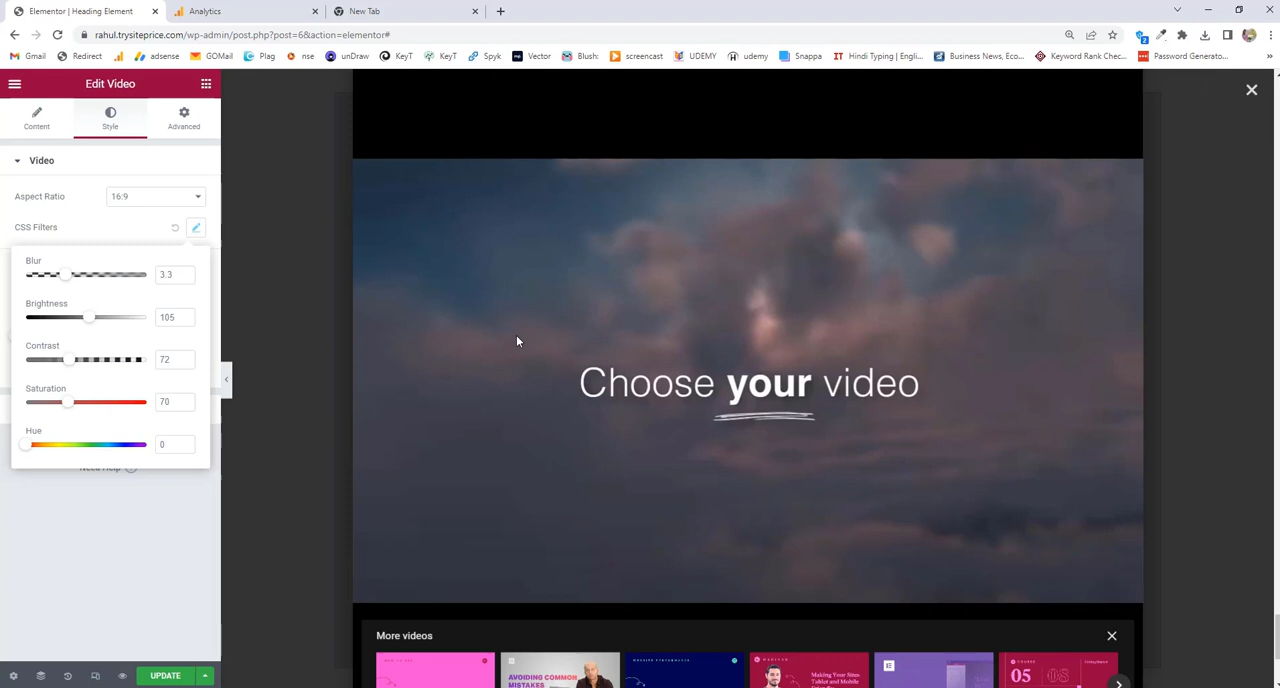 Elementor | Heading Element
Analytics
New Tab
rahul.trysiteprice.com/wp-admin/post.php?post=6&action=elementor#
Gmail
Redirect
adsense
GOMail
Plag
nse
unDraw
KeyT
KeyT
Spyk
Vector
Blush:
screencast
UDEMY
udemy
Snappa
Hindi Typing | Engli...
Business News, Eco...
Keyword Rank Chec...
Password Generato...
»
Edit Video
Content
Style
Advanced
Video
Aspect Ratio
16:9
CSS Filters
Blur
3.3
Brightness
105
Contrast
72
Saturation
70
Hue
0
Need Help
UPDATE
Choose your video
More videos
AVOIDING COMMON
MISTAKES
Making Your Sites
Tablet and Mobile
05